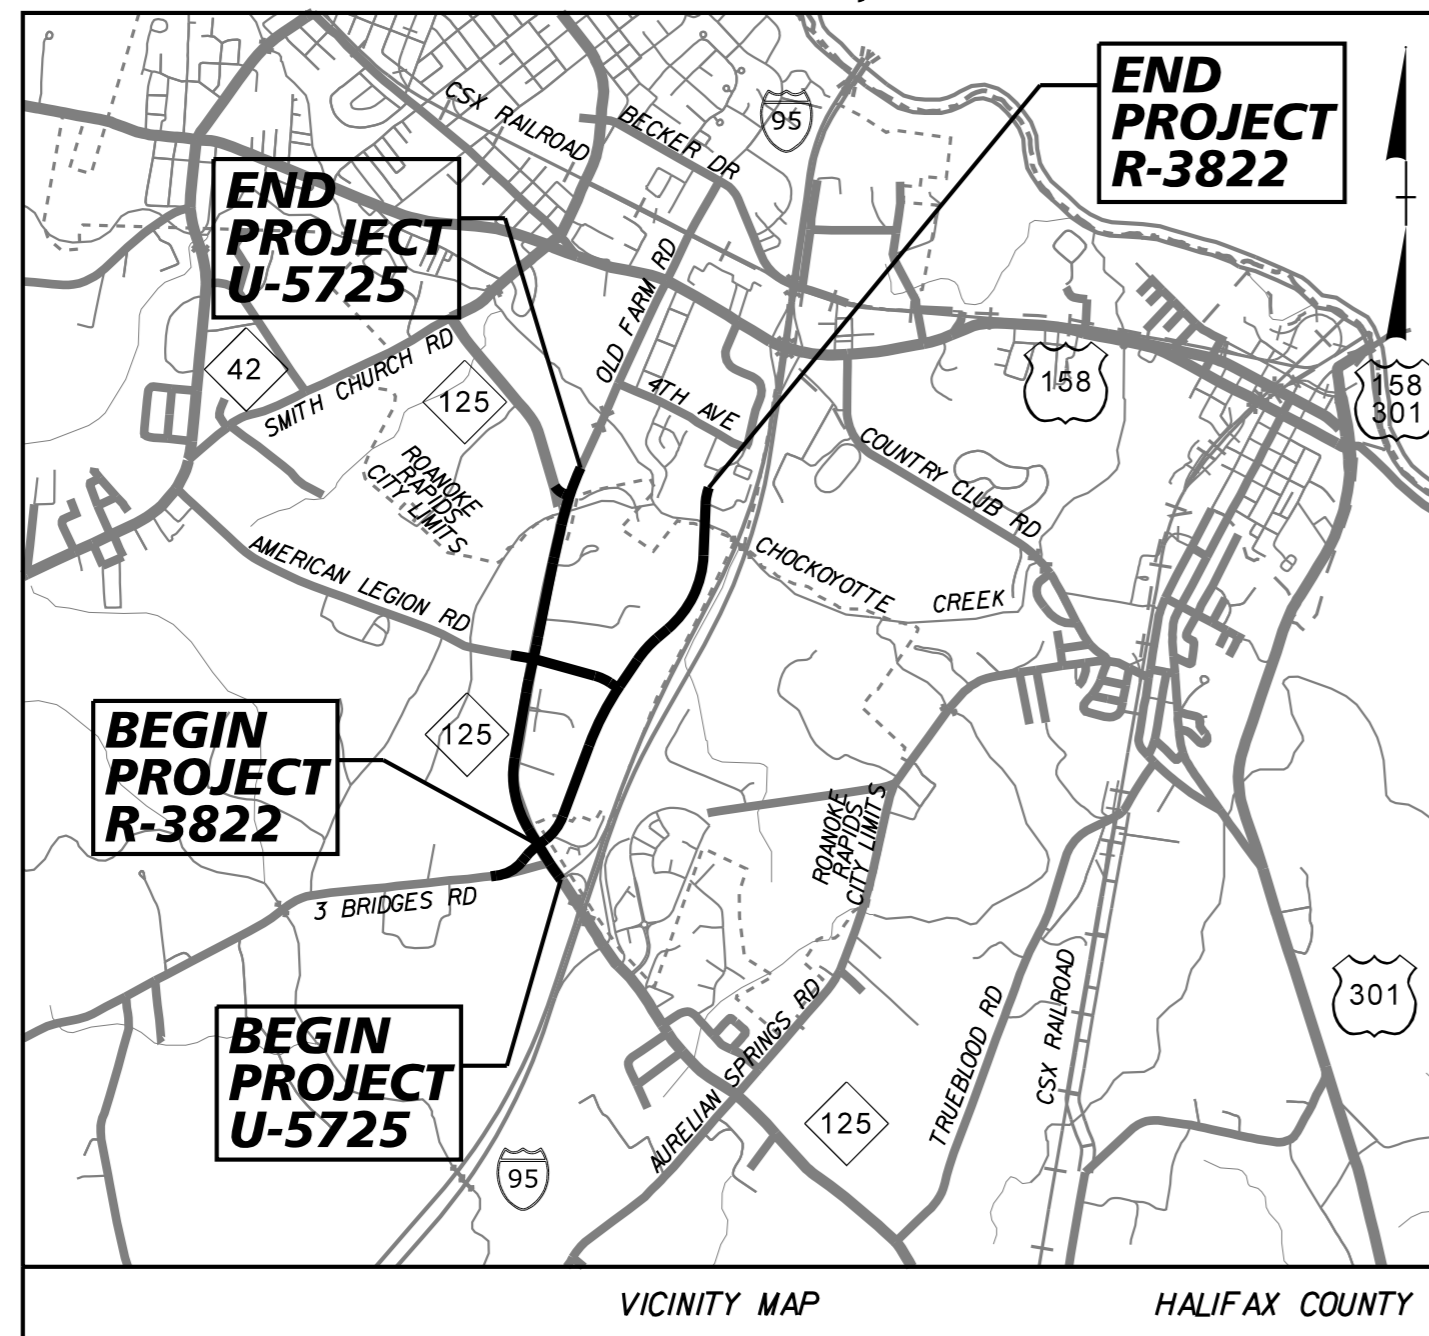 CSX RAILROAD
BECKER DR
95
END
PROJECT
R-3822
END
PROJECT
U-5725
OLD FARM RD
42
SMITH CHURCH RD
125
4TH AVE
158
158
301
ROANOKE
RAPIDS
CITY LIMITS
COUNTRY CLUB RD
AMERICAN LEGION RD
CHOCKOYOTTE
CREEK
125
BEGIN
PROJECT
R-3822
ROANOKE
RAPIDS
CITY LIMITS
3 BRIDGES RD
BEGIN
PROJECT
U-5725
AURELIAN SPRINGS RD
TRUEBLOOD RD
CSX RAILROAD
301
125
95
VICINITY MAP
HALIFAX COUNTY